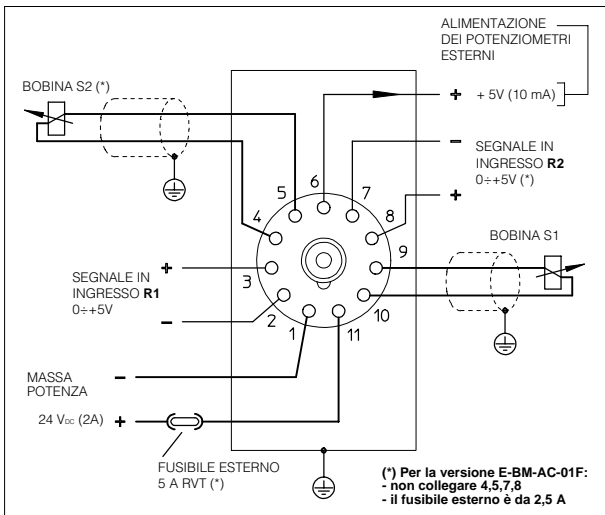 ALIMENTAZIONE
DEI POTENZIOMETRI
ESTERNI
BOBINA S2 (*)
+ + 5V (10 mA)
– SEGNALE IN
INGRESSO R2
0÷+5V (*)
+
6
5 7
4 8
3 9
2 10
1 11
BOBINA S1
+
SEGNALE IN
INGRESSO R1
0÷+5V
–
MASSA
POTENZA
–
24 VDC (2A) +
FUSIBILE ESTERNO
5 A RVT (*)
(*) Per la versione E-BM-AC-01F:
- non collegare 4,5,7,8
- il fusibile esterno è da 2,5 A